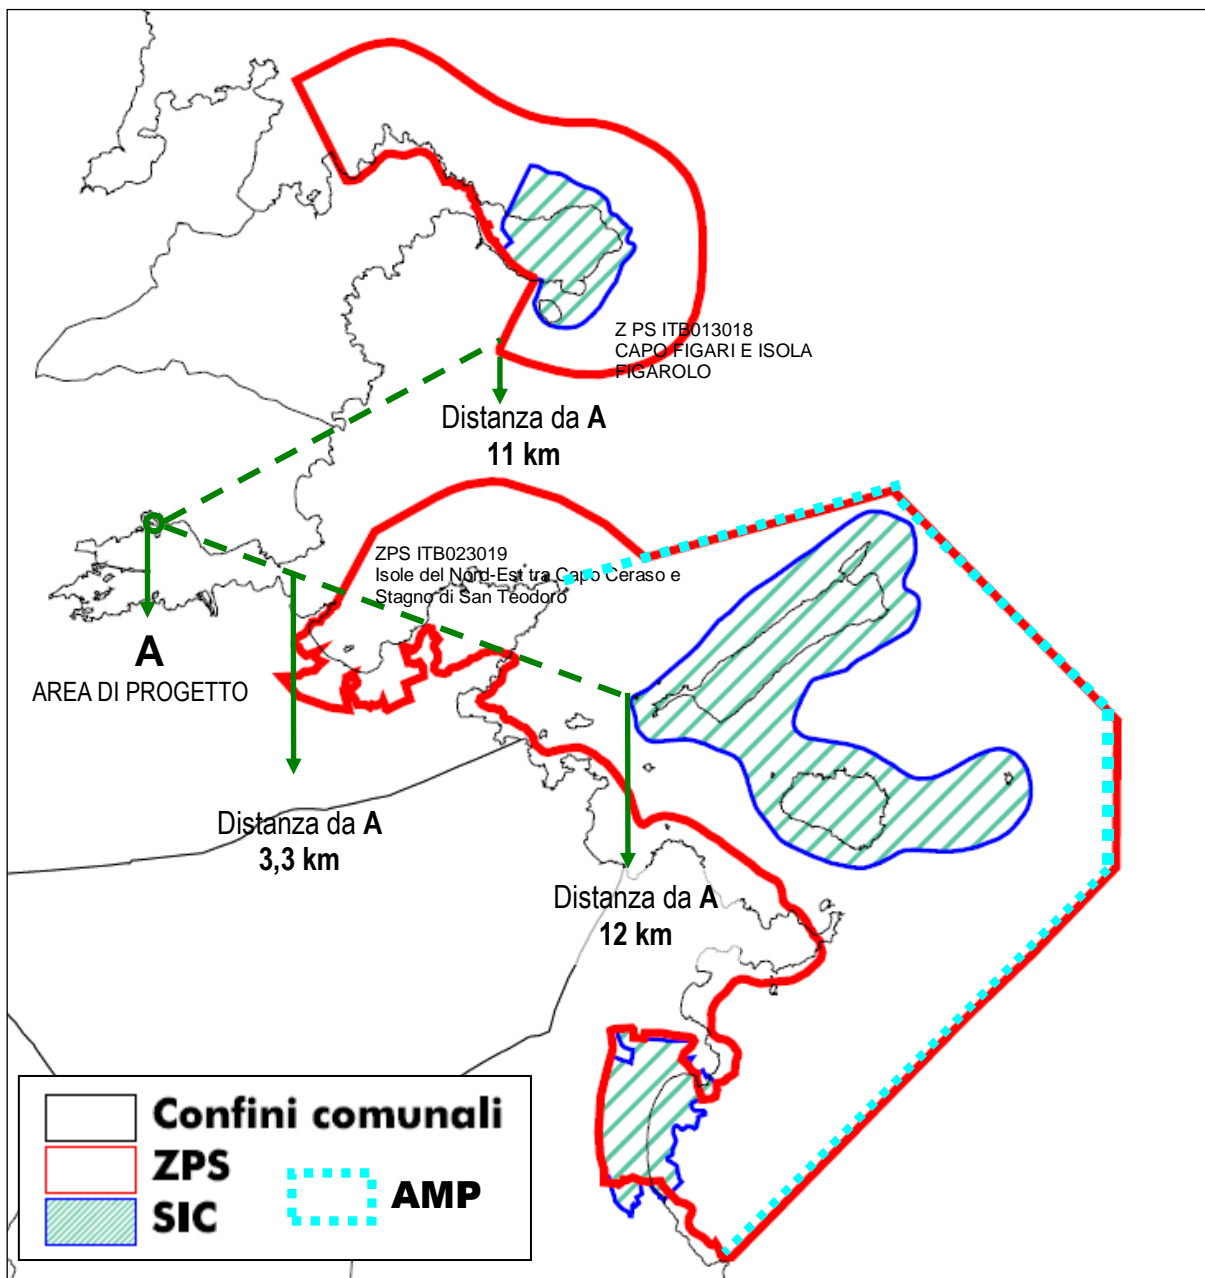 Z PS ITB013018
CAPO FIGARI E ISOLA
FIGAROLO
Distanza da A
11 km
ZPS ITB023019
Isole del Nord-Est tra Capo Ceraso e
Stagno di San Teodoro
A
AREA DI PROGETTO
Distanza da A
3,3 km
Distanza da A
12 km
Confini comunali
ZPS
SIC
AMP